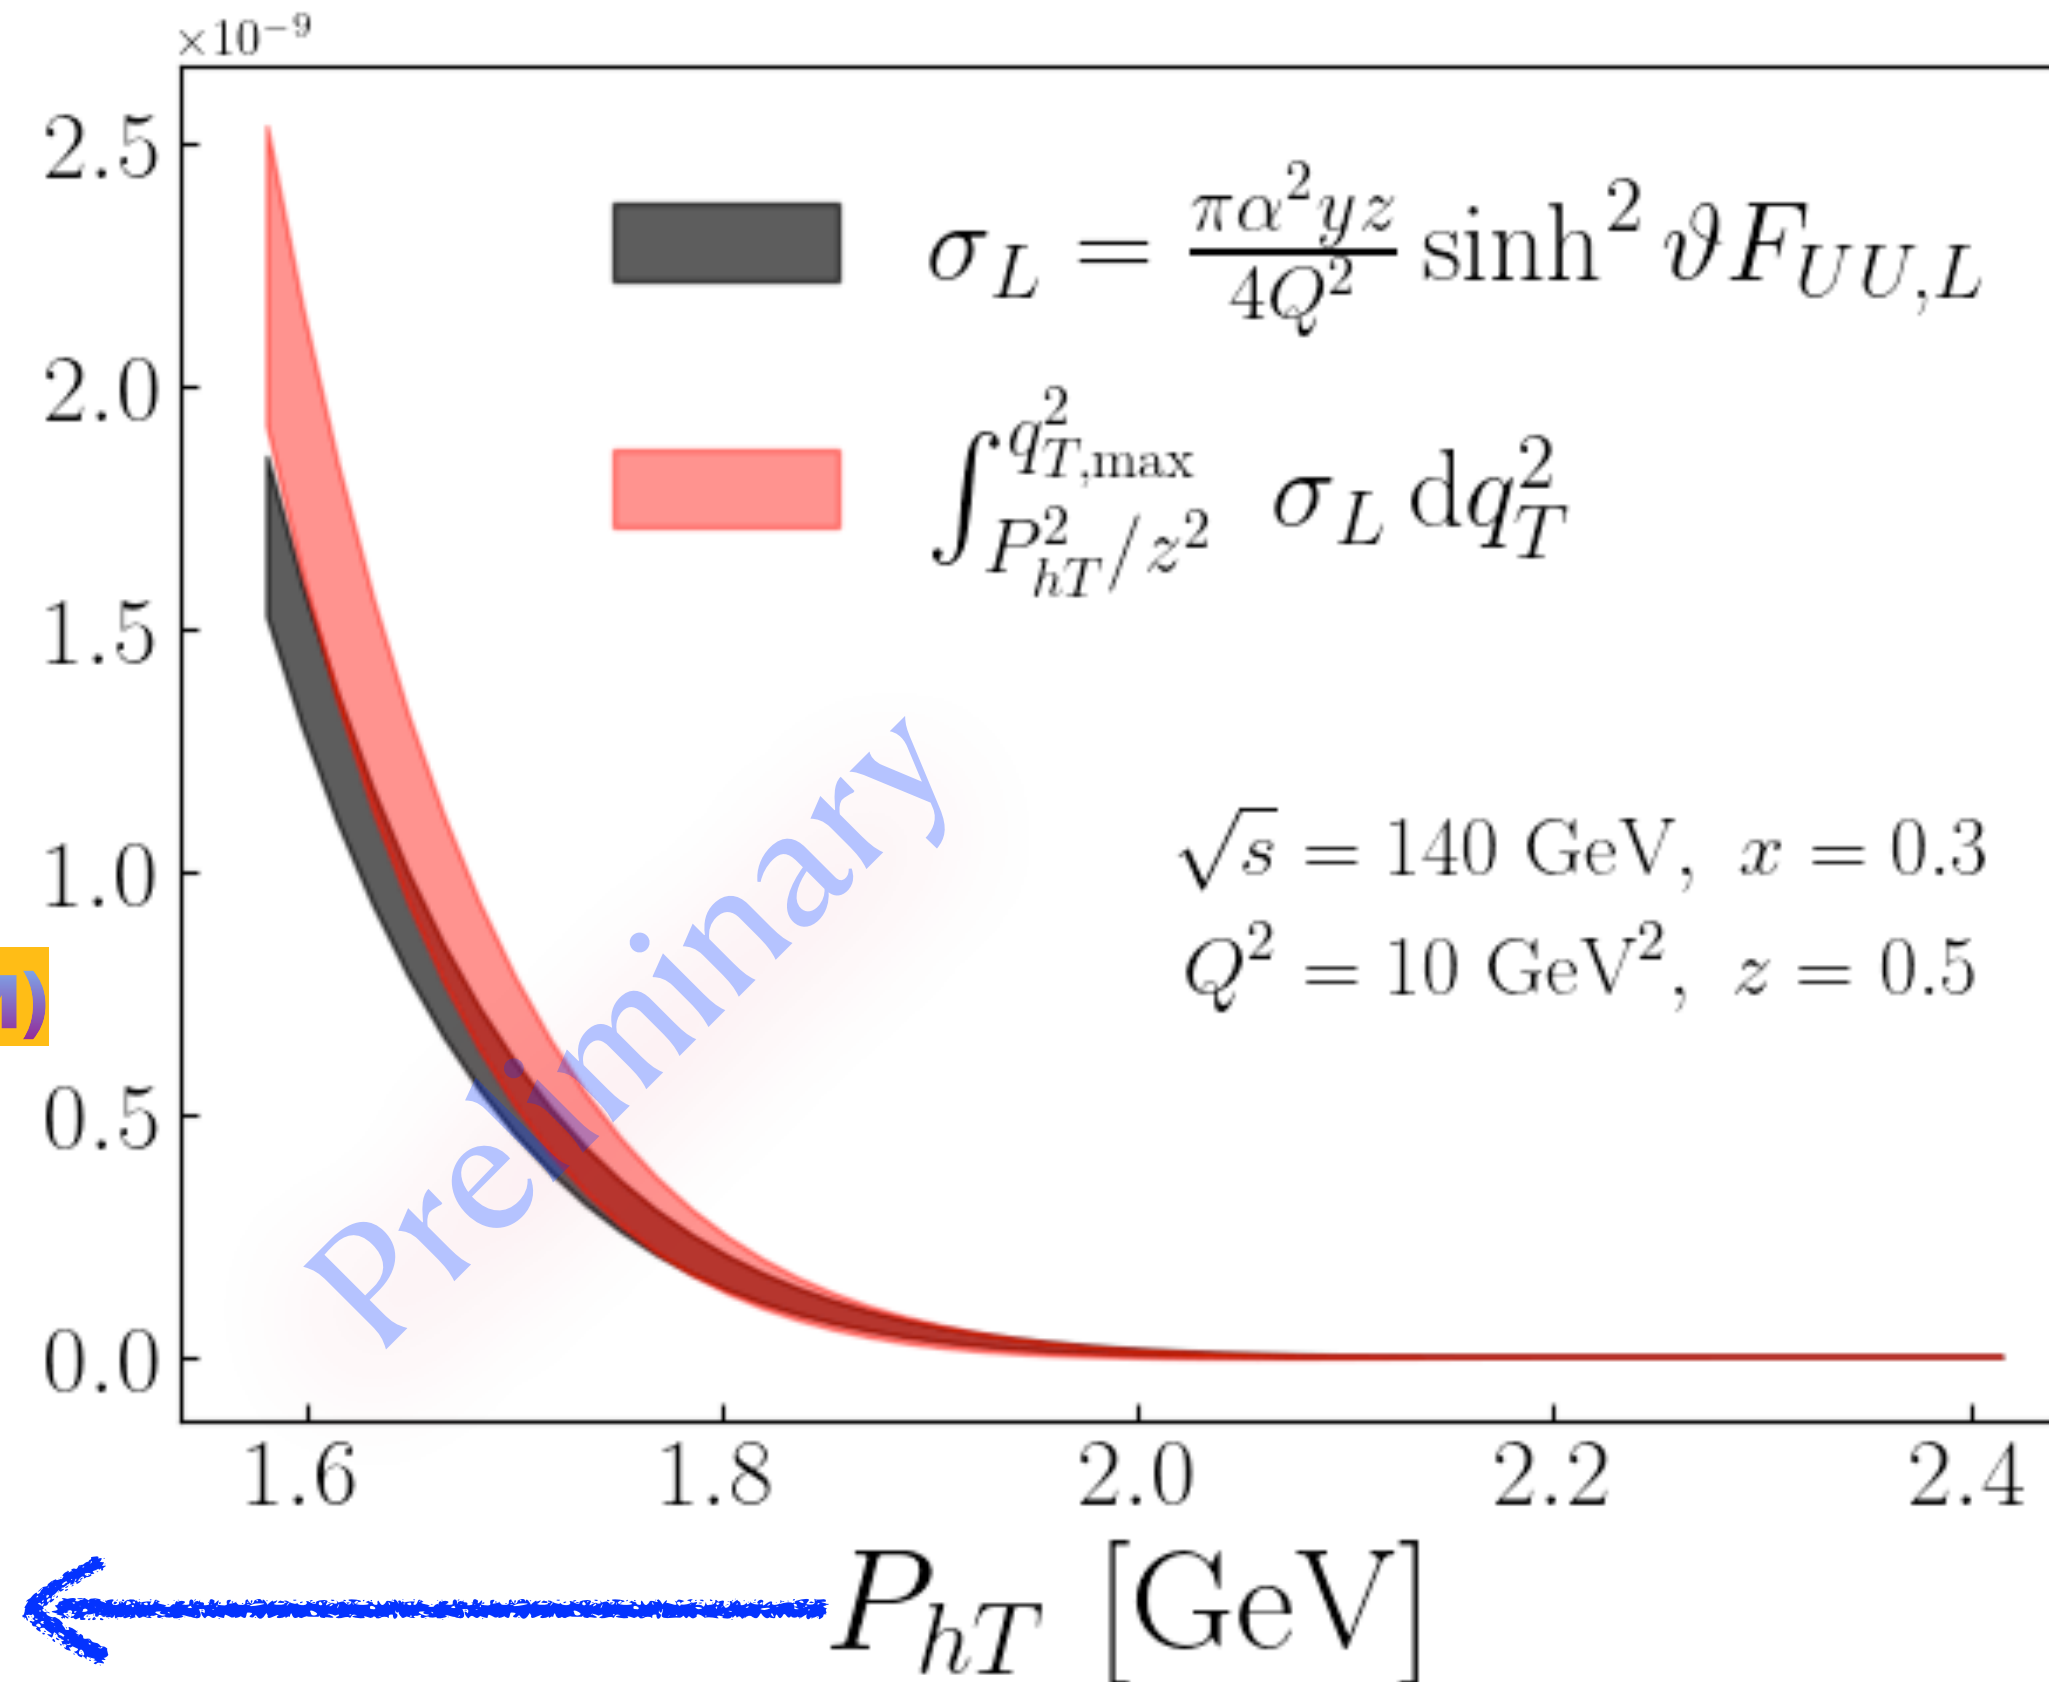 ×10⁻⁹
2.5
2.0
1.5
1.0
0.5
0.0
σ_L = \frac{πα²yz}{4Q²} sinh² ϑF_{UU,L}
∫_{P²_{hT}/z²}^{q²_{T,max}} σ_L dq²_T
√s = 140 GeV, x = 0.3
Q² = 10 GeV², z = 0.5
Preliminary
)
1.6 1.8 2.0 2.2 2.4
P_{hT} [GeV]